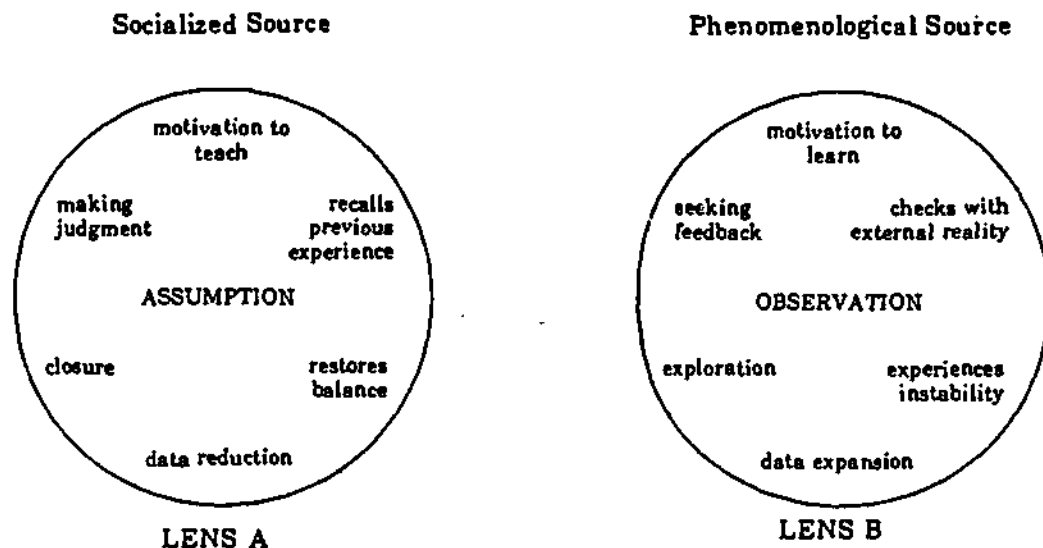 Socialized Source
motivation to
teach
making
judgment
recalls
previous
experience
ASSUMPTION
closure
restores
balance
data reduction
LENS A
Phenomenological Source
motivation to
learn
seeking
feedback
checks with
external reality
OBSERVATION
exploration
experiences
instability
data expansion
LENS B